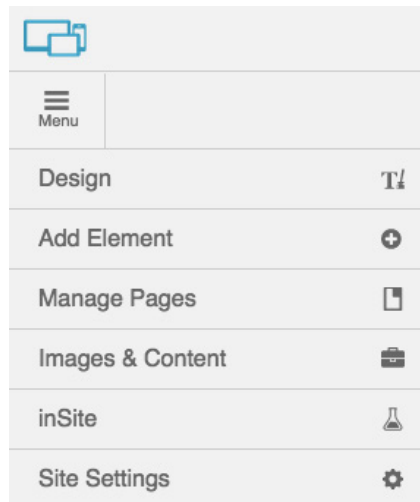 Menu
Design
Add Element
Manage Pages
Images & Content
inSite
Site Settings